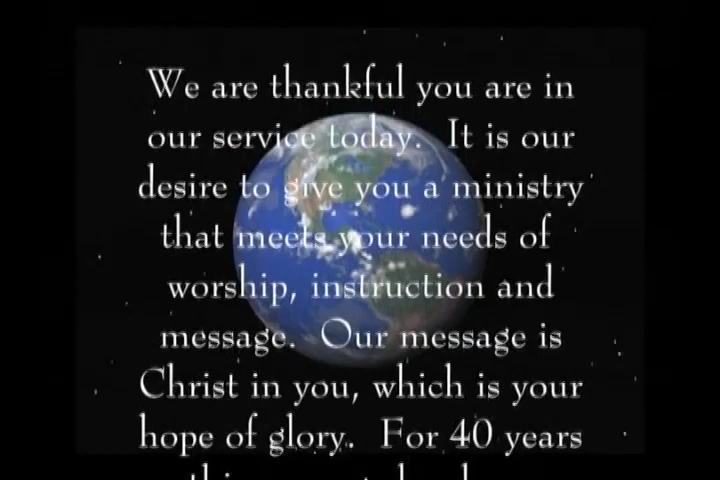 We are thankful you are in
our service today.  It is our
desire to give you a ministry
that meets your needs of
worship, instruction and
message.  Our message is
Christ in you, which is your
hope of glory.  For 40 years